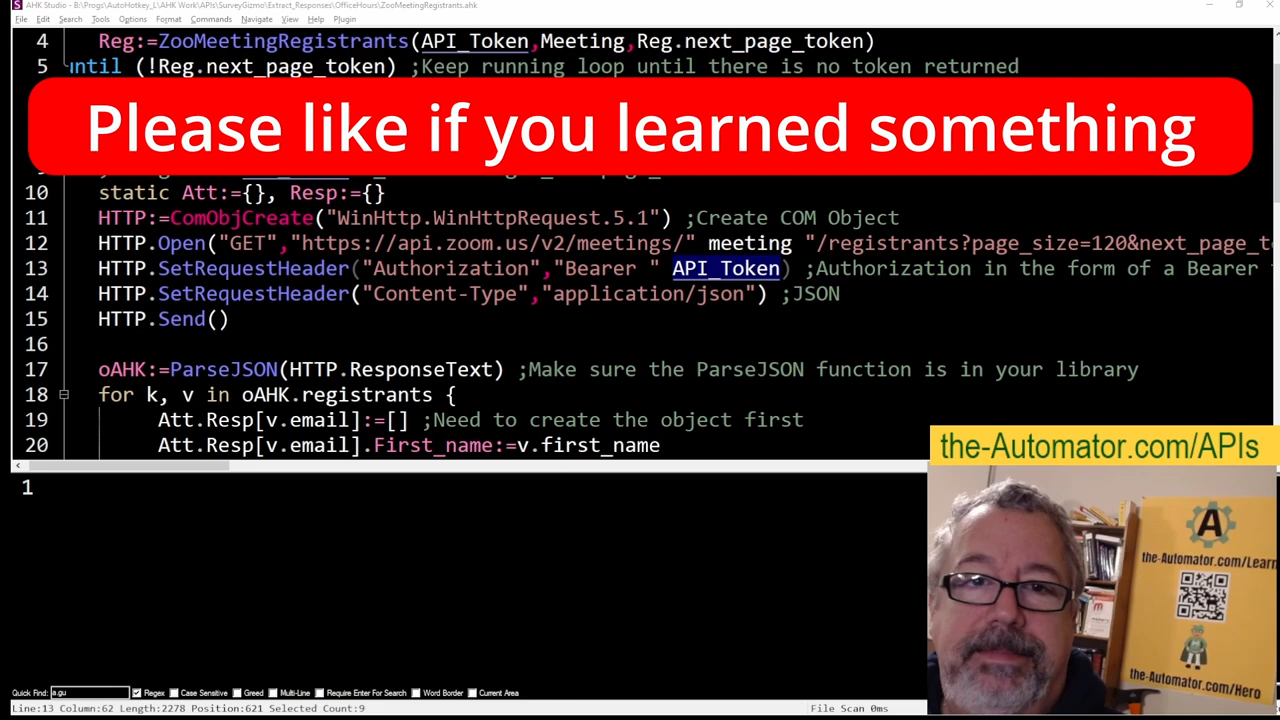 AHK Studio - B:\Progs\AutoHotkey_L\AHK Work\APIs\SurveyGizmo\Extract_Responses\OfficeHours\ZooMeetingRegistrants.ahk
File Edit Search Tools Options Format Commands Navigate View Help Plugin
4 Reg:=ZooMeetingRegistrants(API_Token,Meeting,Reg.next_page_token)
5 until (!Reg.next_page_token) ;Keep running loop until there is no token returned
Please like if you learned something
10 static Att:={}, Resp:={}
11 HTTP:=ComObjCreate("WinHttp.WinHttpRequest.5.1") ;Create COM Object
12 HTTP.Open("GET","https://api.zoom.us/v2/meetings/" meeting "/registrants?page_size=120&next_page_t
13 HTTP.SetRequestHeader("Authorization","Bearer " API_Token) ;Authorization in the form of a Bearer
14 HTTP.SetRequestHeader("Content-Type","application/json") ;JSON
15 HTTP.Send()
16
17 oAHK:=ParseJSON(HTTP.ResponseText) ;Make sure the ParseJSON function is in your library
18 for k, v in oAHK.registrants {
19 Att.Resp[v.email]:=[] ;Need to create the object first
20 Att.Resp[v.email].First_name:=v.first_name
the-Automator.com/APIs
1
A
the-Automator.com/Learn
the-Automator.com/Hero
Quick Find: a.gu Regex Case Sensitive Greed Multi-Line Require Enter For Search Word Border Current Area
Line:13 Column:62 Length:2278 Position:621 Selected Count:9 File Scan 0ms